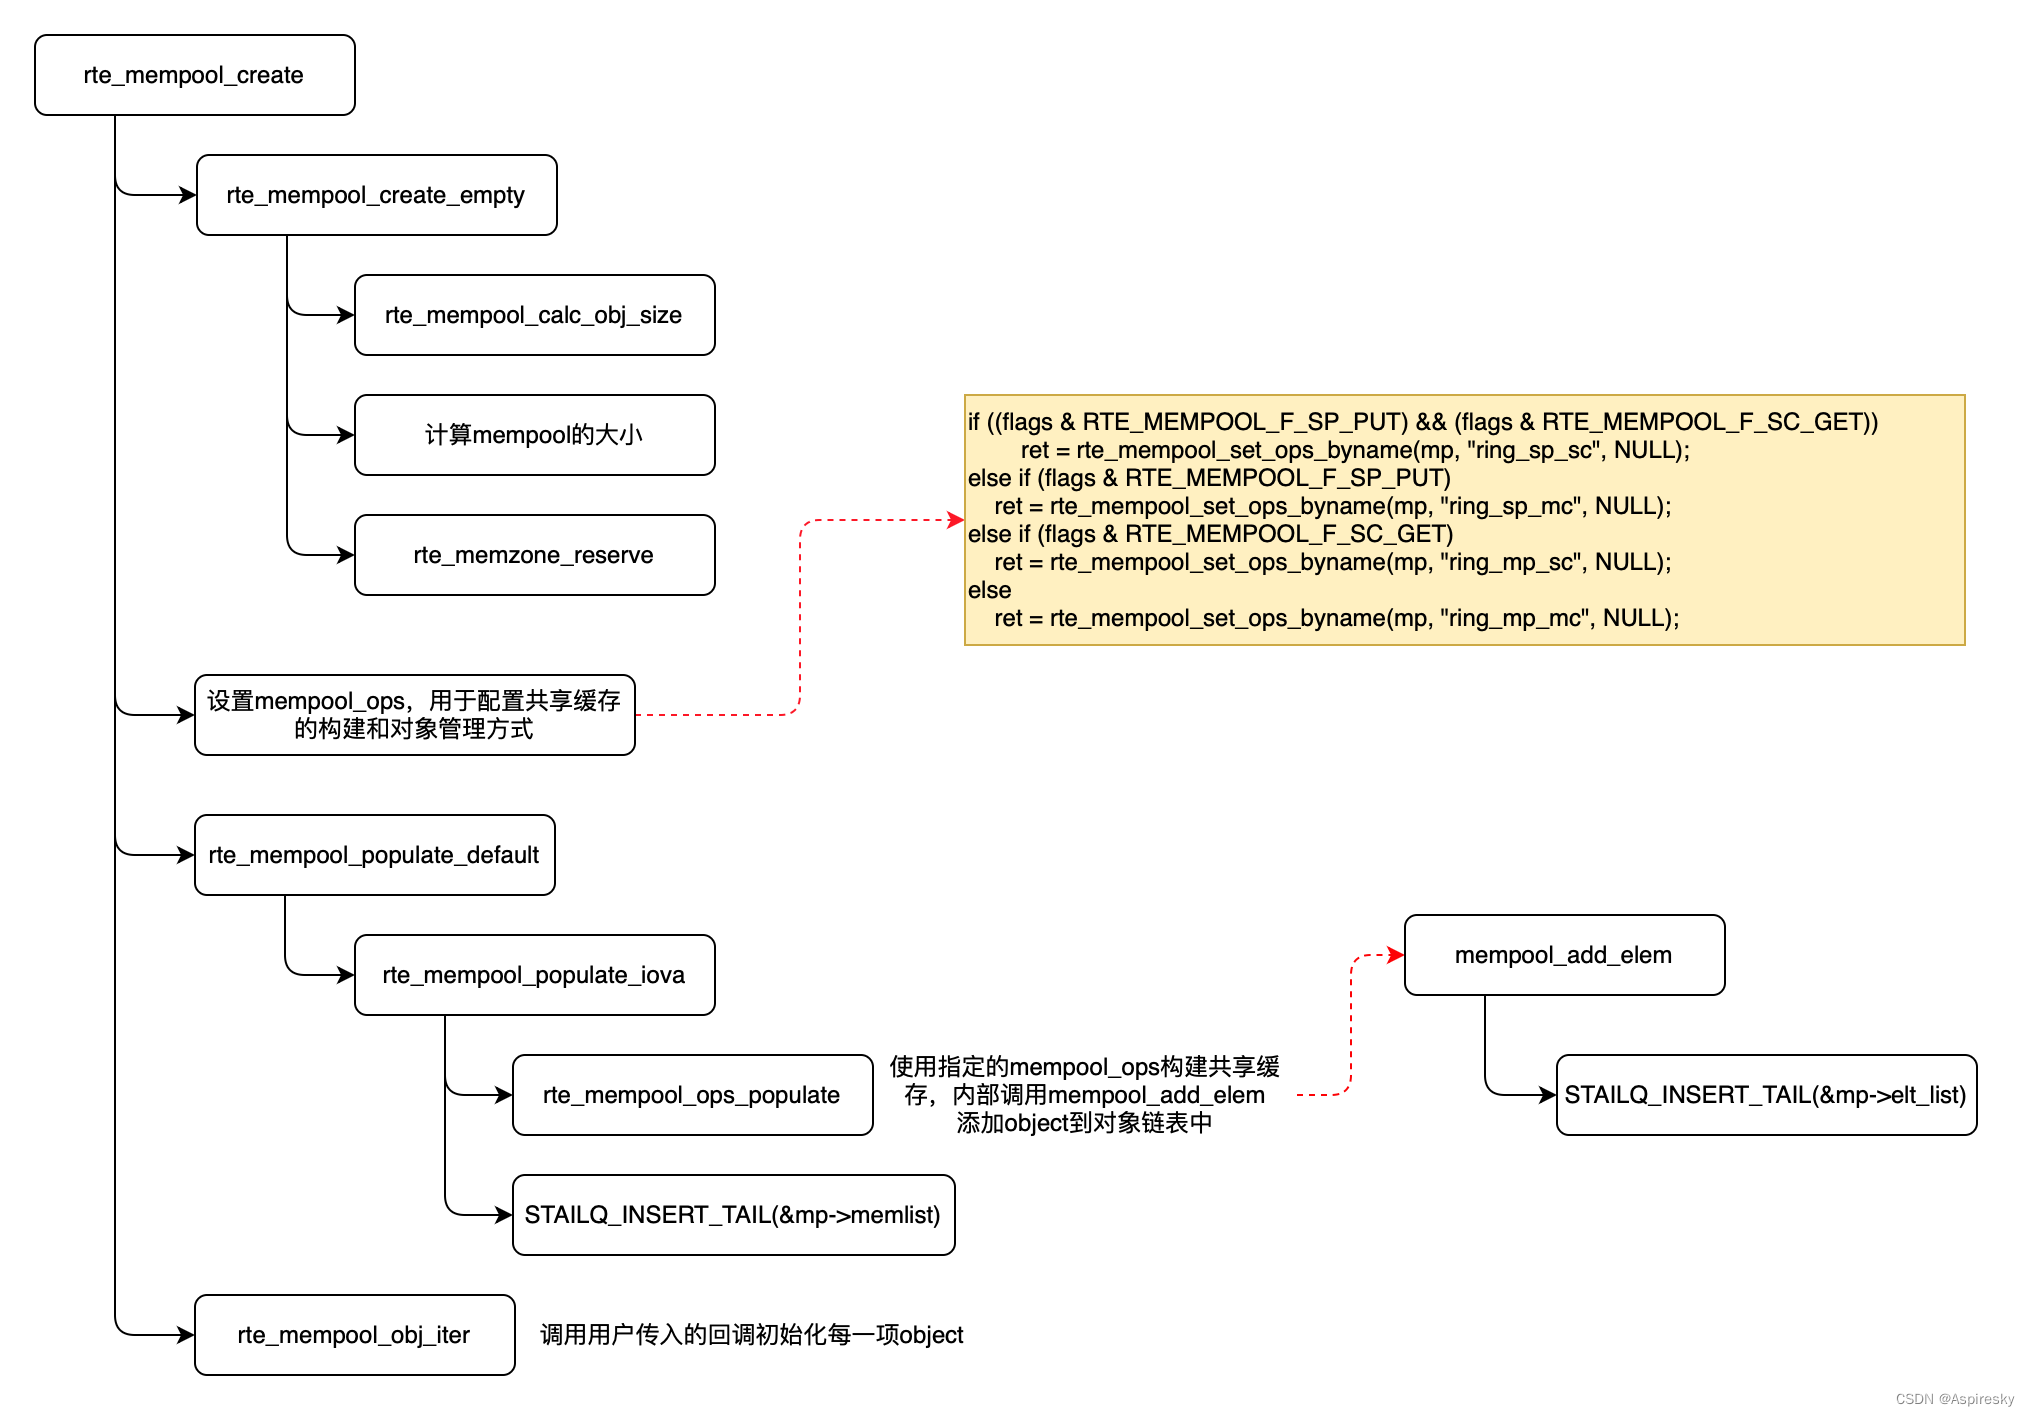 rte_mempool_create
rte_mempool_create_empty
rte_mempool_calc_obj_size
计算mempool的大小
rte_memzone_reserve
if ((flags & RTE_MEMPOOL_F_SP_PUT) && (flags & RTE_MEMPOOL_F_SC_GET))
ret = rte_mempool_set_ops_byname(mp, "ring_sp_sc", NULL);
else if (flags & RTE_MEMPOOL_F_SP_PUT)
ret = rte_mempool_set_ops_byname(mp, "ring_sp_mc", NULL);
else if (flags & RTE_MEMPOOL_F_SC_GET)
ret = rte_mempool_set_ops_byname(mp, "ring_mp_sc", NULL);
else
ret = rte_mempool_set_ops_byname(mp, "ring_mp_mc", NULL);
设置mempool_ops，用于配置共享缓存
的构建和对象管理方式
rte_mempool_populate_default
rte_mempool_populate_iova
rte_mempool_ops_populate
使用指定的mempool_ops构建共享缓
存，内部调用mempool_add_elem
添加object到对象链表中
mempool_add_elem
STAILQ_INSERT_TAIL(&mp->elt_list)
STAILQ_INSERT_TAIL(&mp->memlist)
rte_mempool_obj_iter
调用用户传入的回调初始化每一项object
CSDN @Aspiresky